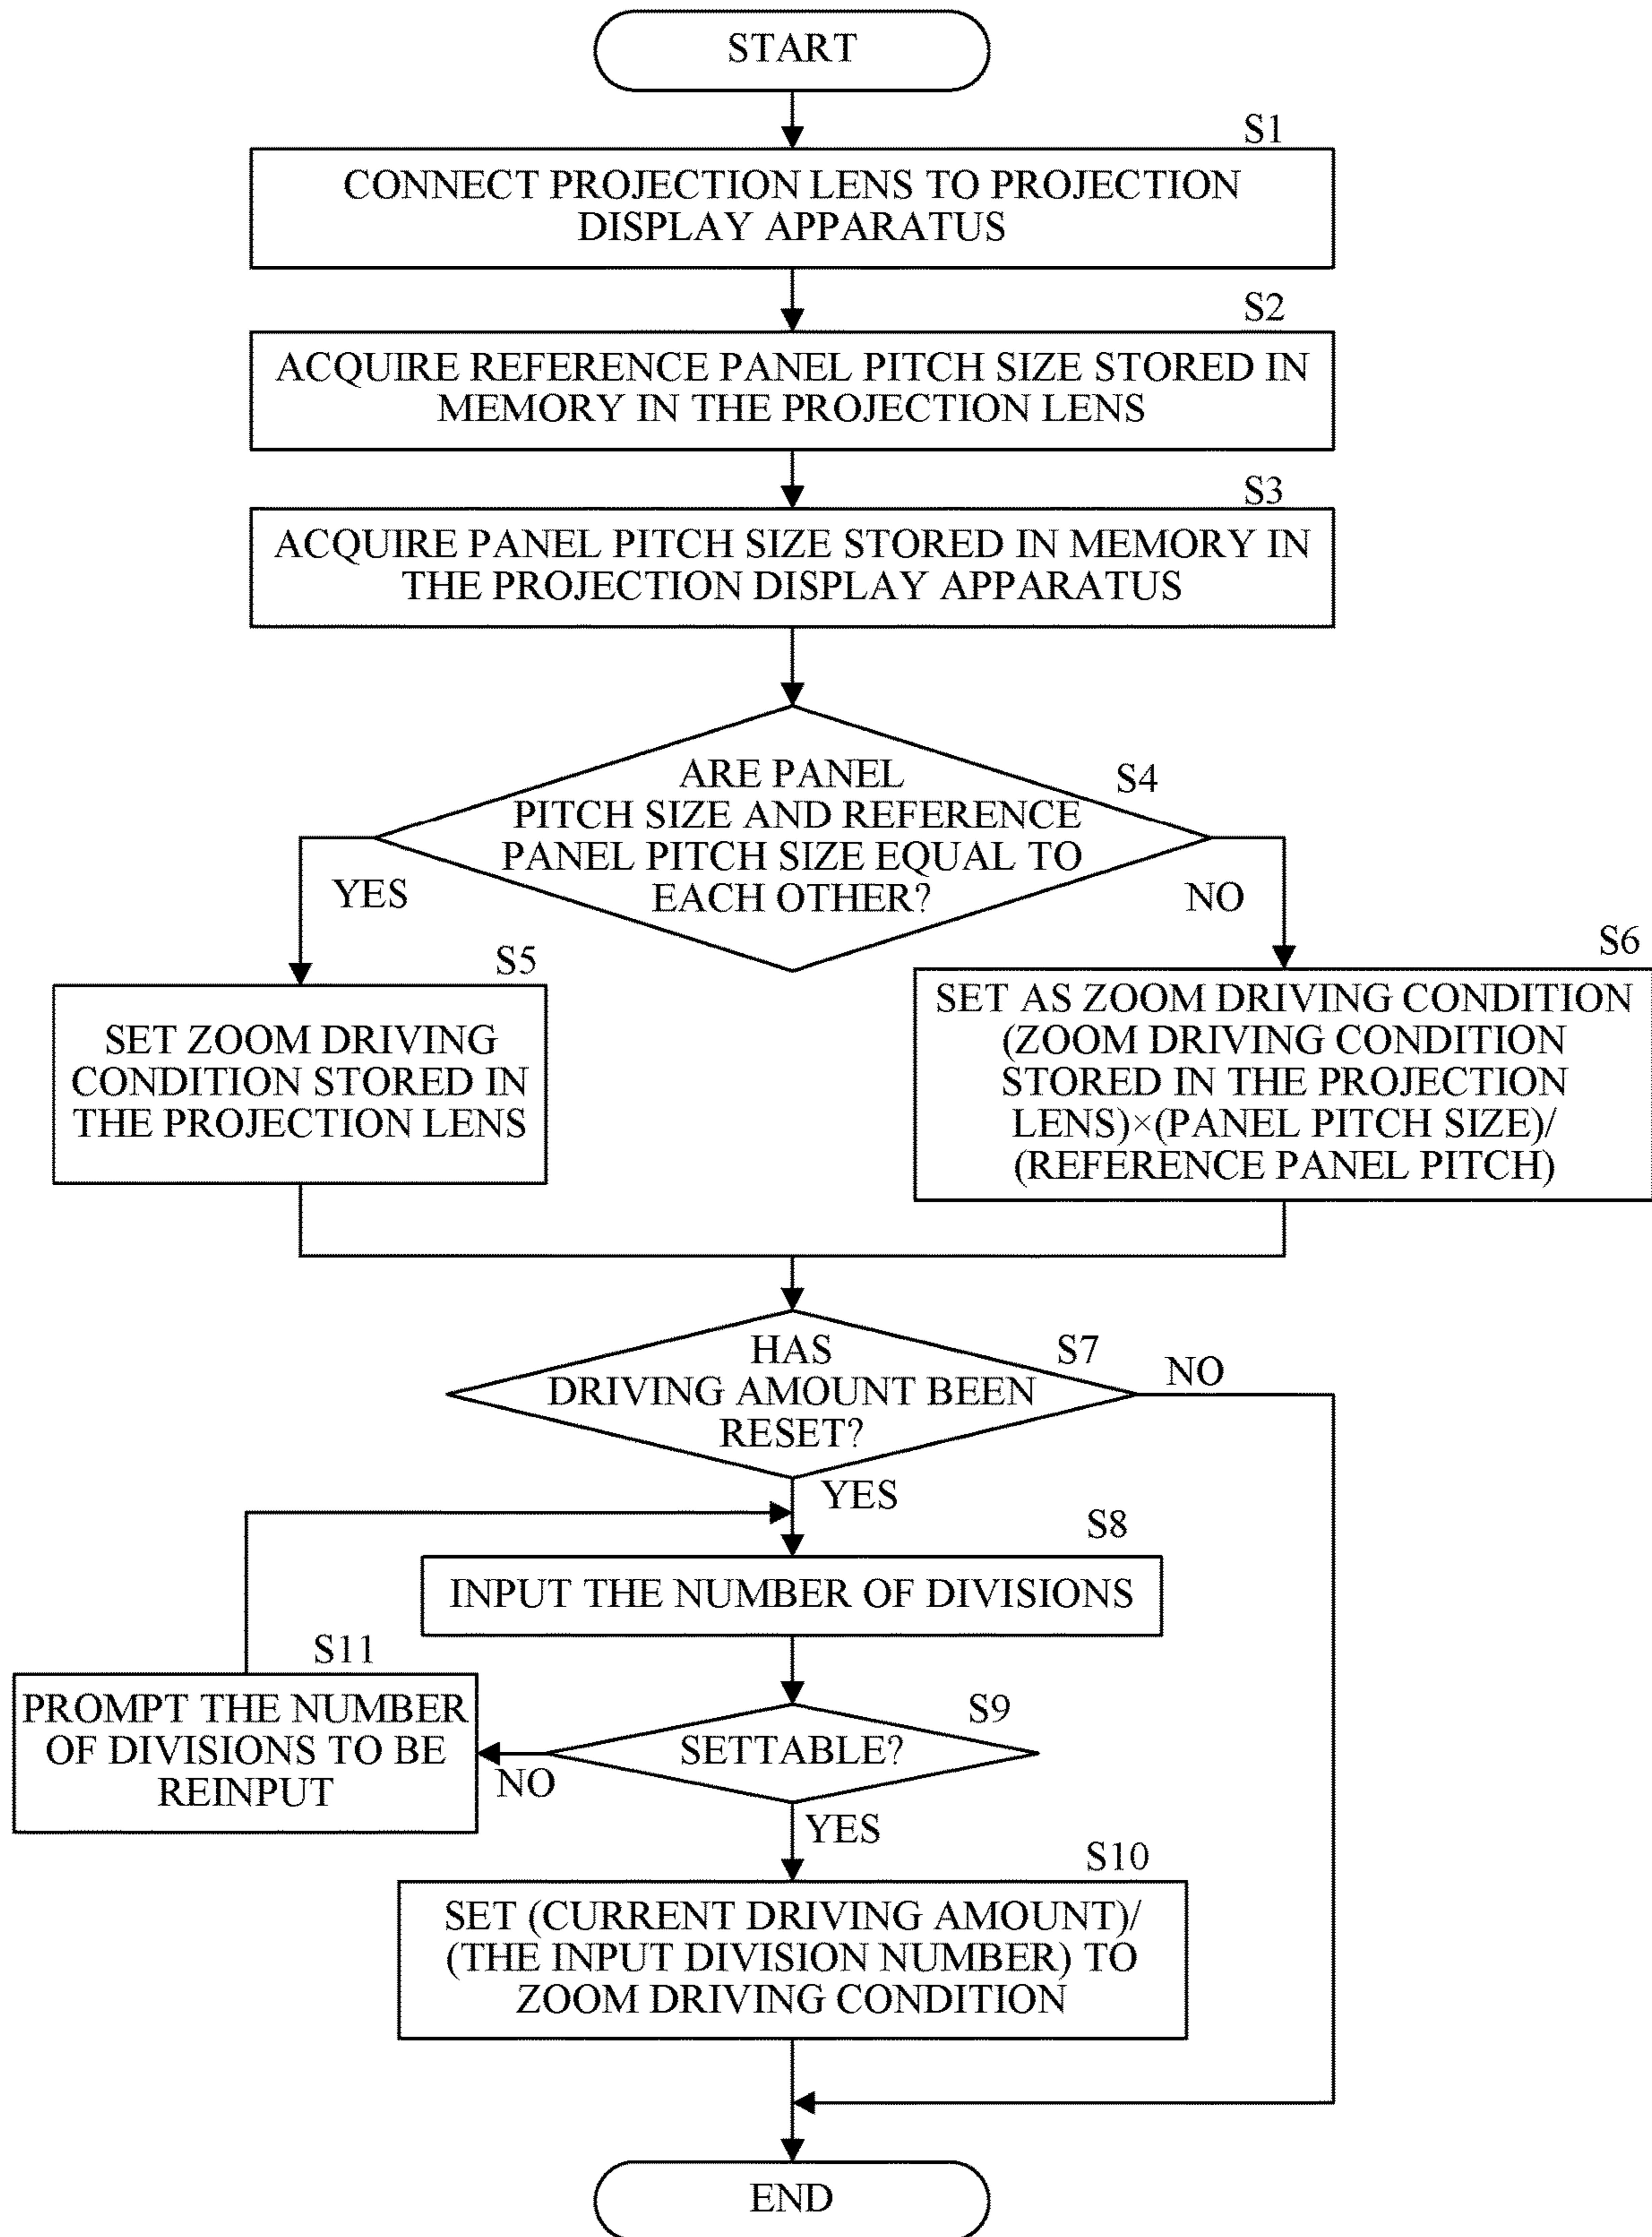 START
S1
CONNECT PROJECTION LENS TO PROJECTION
DISPLAY APPARATUS
S2
ACQUIRE REFERENCE PANEL PITCH SIZE STORED IN
MEMORY IN THE PROJECTION LENS
S3
ACQUIRE PANEL PITCH SIZE STORED IN MEMORY IN
THE PROJECTION DISPLAY APPARATUS
S4
ARE PANEL
PITCH SIZE AND REFERENCE
PANEL PITCH SIZE EQUAL TO
EACH OTHER?
YES
NO
S5
SET ZOOM DRIVING
CONDITION STORED IN
THE PROJECTION LENS
S6
SET AS ZOOM DRIVING CONDITION
(ZOOM DRIVING CONDITION
STORED IN THE PROJECTION
LENS)×(PANEL PITCH SIZE)/
(REFERENCE PANEL PITCH)
S7
HAS
DRIVING AMOUNT BEEN
RESET?
NO
YES
S8
INPUT THE NUMBER OF DIVISIONS
S11
PROMPT THE NUMBER
OF DIVISIONS TO BE
REINPUT
S9
SETTABLE?
NO
YES
S10
SET (CURRENT DRIVING AMOUNT)/
(THE INPUT DIVISION NUMBER) TO
ZOOM DRIVING CONDITION
END